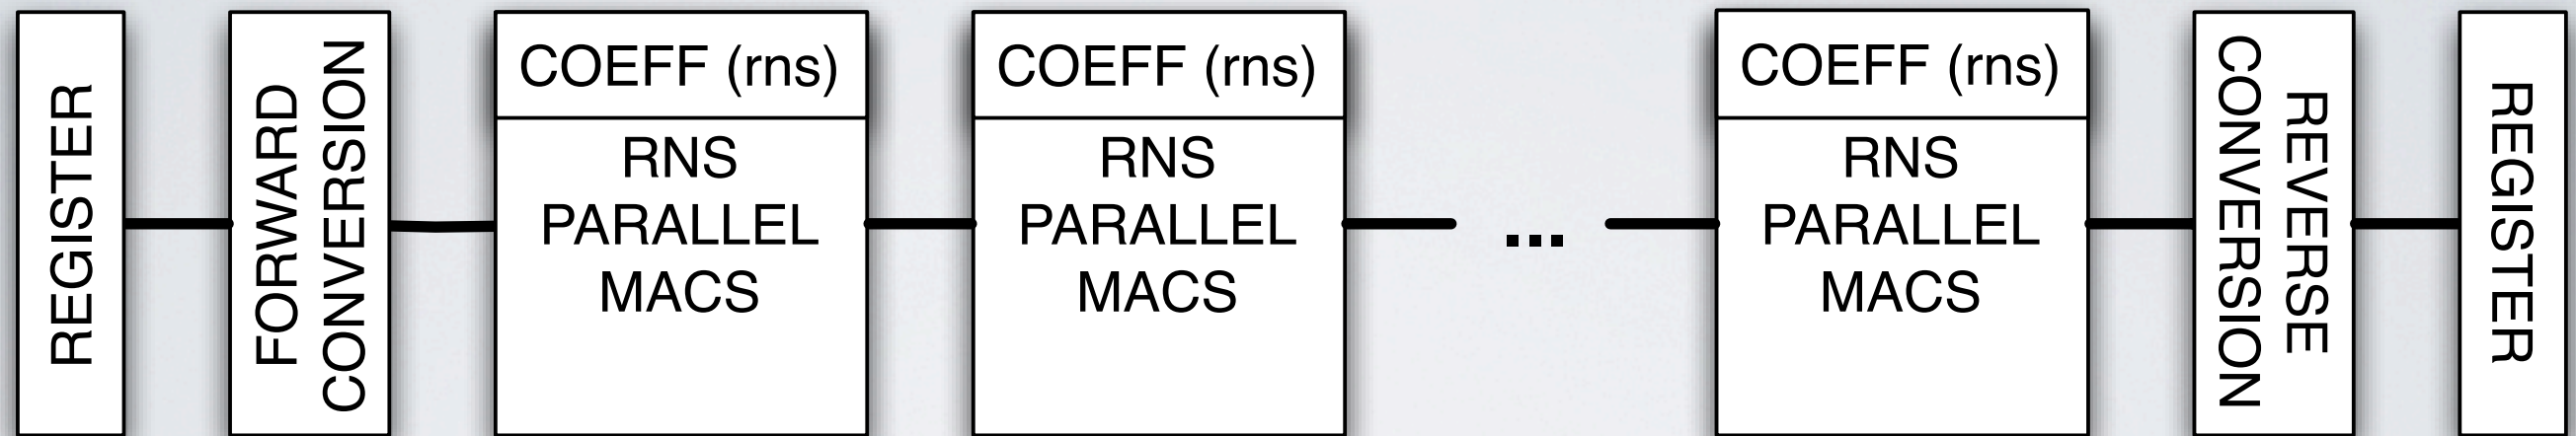 REGISTER
FORWARD
CONVERSION
COEFF (rns)
RNS
PARALLEL
MACS
COEFF (rns)
RNS
PARALLEL
MACS
...
COEFF (rns)
RNS
PARALLEL
MACS
REVERSE
CONVERSION
REGISTER